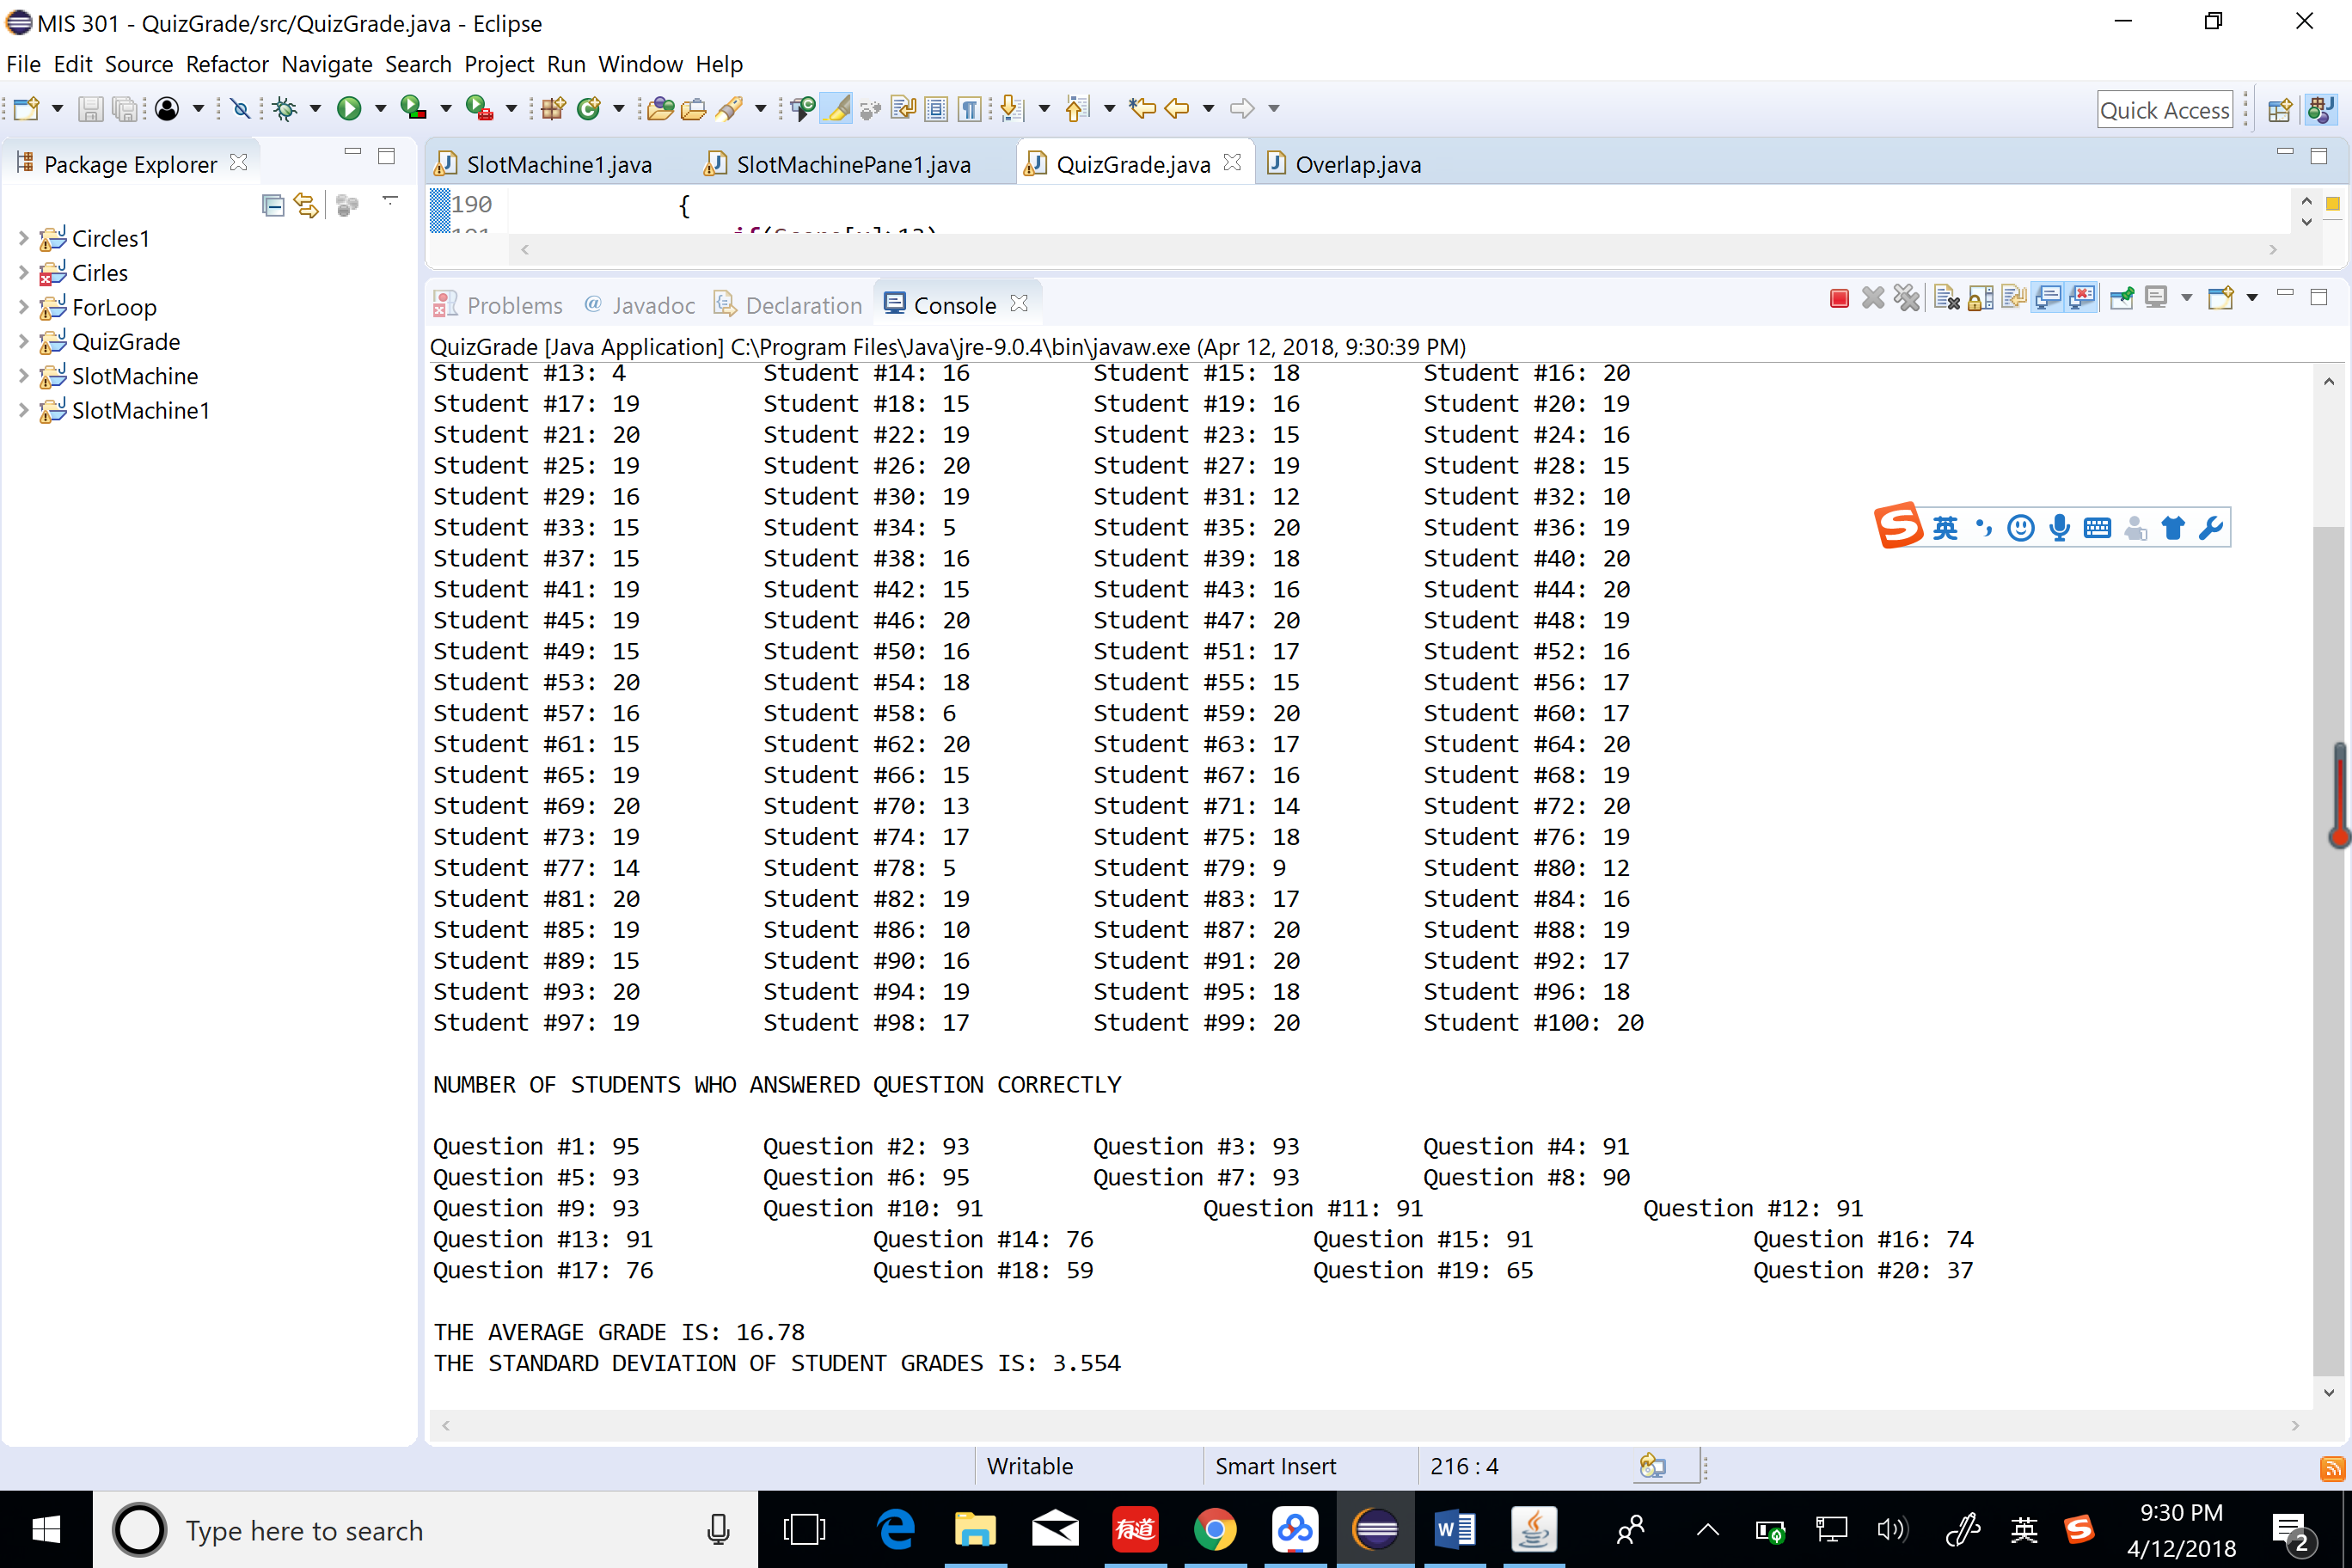 MIS 301 - QuizGrade/src/QuizGrade.java - Eclipse
File Edit Source Refactor Navigate Search Project Run Window Help
Quick Access
Package Explorer
SlotMachine1.java SlotMachinePane1.java QuizGrade.java Overlap.java
190 {
Circles1
Cirles
ForLoop
QuizGrade
SlotMachine
SlotMachine1
Problems @ Javadoc Declaration Console
QuizGrade [Java Application] C:\Program Files\Java\jre-9.0.4\bin\javaw.exe (Apr 12, 2018, 9:30:39 PM)
Student #13: 4 Student #14: 16 Student #15: 18 Student #16: 20
Student #17: 19 Student #18: 15 Student #19: 16 Student #20: 19
Student #21: 20 Student #22: 19 Student #23: 15 Student #24: 16
Student #25: 19 Student #26: 20 Student #27: 19 Student #28: 15
Student #29: 16 Student #30: 19 Student #31: 12 Student #32: 10
Student #33: 15 Student #34: 5 Student #35: 20 Student #36: 19
Student #37: 15 Student #38: 16 Student #39: 18 Student #40: 20
Student #41: 19 Student #42: 15 Student #43: 16 Student #44: 20
Student #45: 19 Student #46: 20 Student #47: 20 Student #48: 19
Student #49: 15 Student #50: 16 Student #51: 17 Student #52: 16
Student #53: 20 Student #54: 18 Student #55: 15 Student #56: 17
Student #57: 16 Student #58: 6 Student #59: 20 Student #60: 17
Student #61: 15 Student #62: 20 Student #63: 17 Student #64: 20
Student #65: 19 Student #66: 15 Student #67: 16 Student #68: 19
Student #69: 20 Student #70: 13 Student #71: 14 Student #72: 20
Student #73: 19 Student #74: 17 Student #75: 18 Student #76: 19
Student #77: 14 Student #78: 5 Student #79: 9 Student #80: 12
Student #81: 20 Student #82: 19 Student #83: 17 Student #84: 16
Student #85: 19 Student #86: 10 Student #87: 20 Student #88: 19
Student #89: 15 Student #90: 16 Student #91: 20 Student #92: 17
Student #93: 20 Student #94: 19 Student #95: 18 Student #96: 18
Student #97: 19 Student #98: 17 Student #99: 20 Student #100: 20
NUMBER OF STUDENTS WHO ANSWERED QUESTION CORRECTLY
Question #1: 95 Question #2: 93 Question #3: 93 Question #4: 91
Question #5: 93 Question #6: 95 Question #7: 93 Question #8: 90
Question #9: 93 Question #10: 91 Question #11: 91 Question #12: 91
Question #13: 91 Question #14: 76 Question #15: 91 Question #16: 74
Question #17: 76 Question #18: 59 Question #19: 65 Question #20: 37
THE AVERAGE GRADE IS: 16.78
THE STANDARD DEVIATION OF STUDENT GRADES IS: 3.554
英
Writable Smart Insert 216 : 4
Type here to search
有道
英
9:30 PM
4/12/2018
2